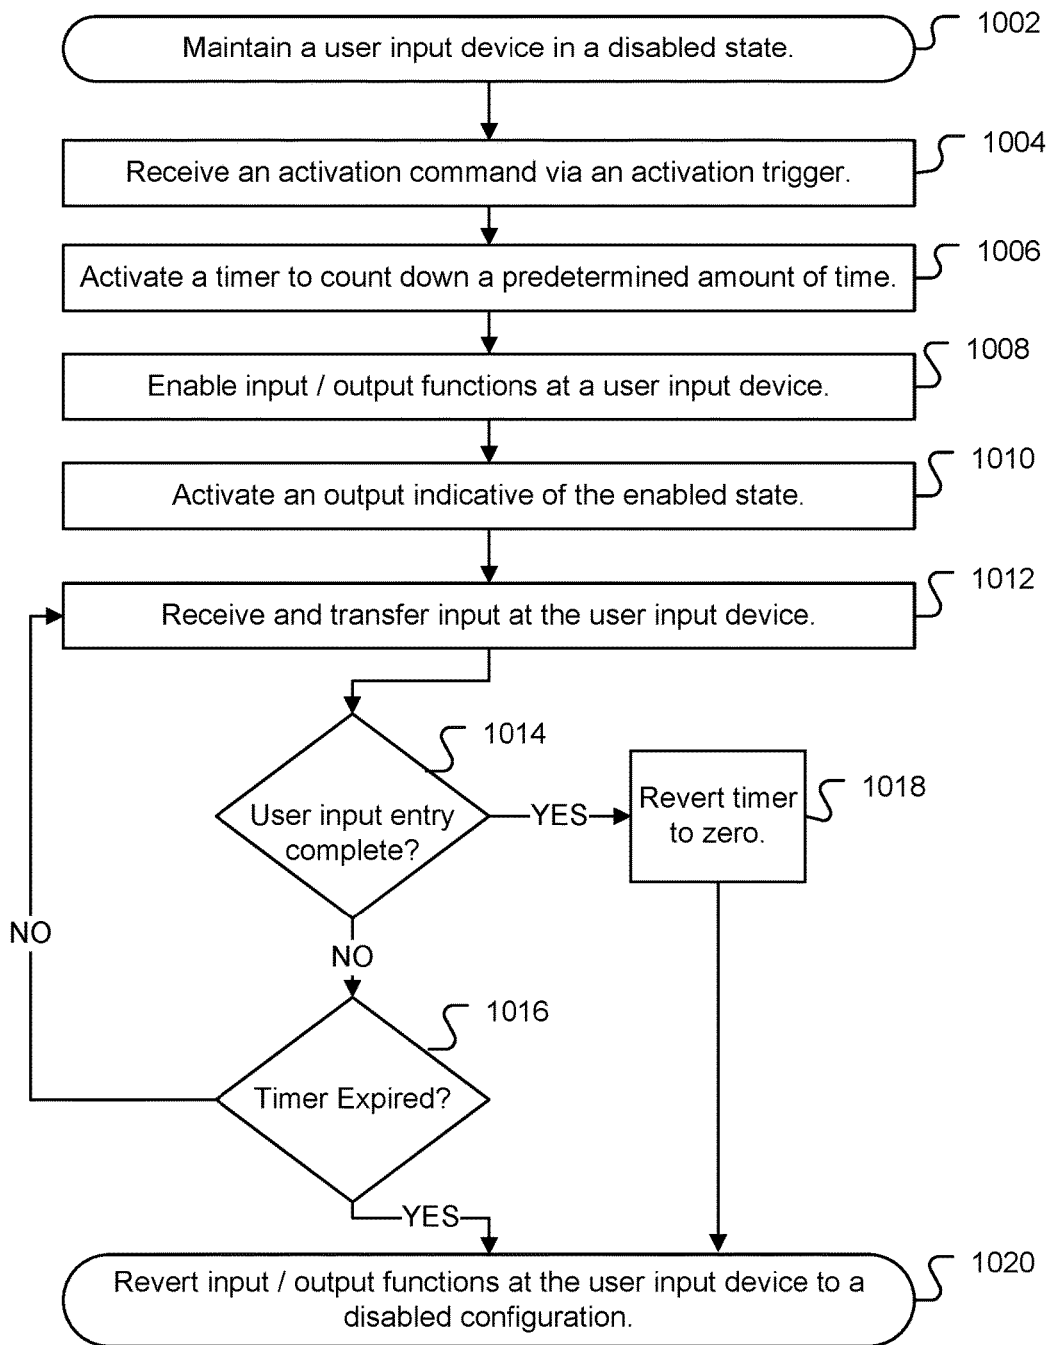 Maintain a user input device in a disabled state.
1002
Receive an activation command via an activation trigger.
1004
Activate a timer to count down a predetermined amount of time.
1006
Enable input / output functions at a user input device.
1008
Activate an output indicative of the enabled state.
1010
Receive and transfer input at the user input device.
1012
1014
User input entry
complete?
YES
Revert timer
to zero.
1018
NO
NO
1016
Timer Expired?
YES
Revert input / output functions at the user input device to a
disabled configuration.
1020